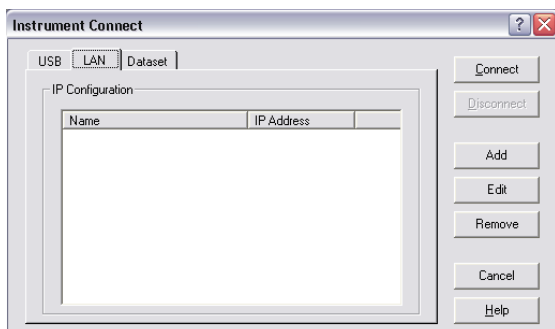 Instrument Connect
?
USB LAN Dataset
IP Configuration
Name IP Address
Connect
Disconnect
Add
Edit
Remove
Cancel
Help